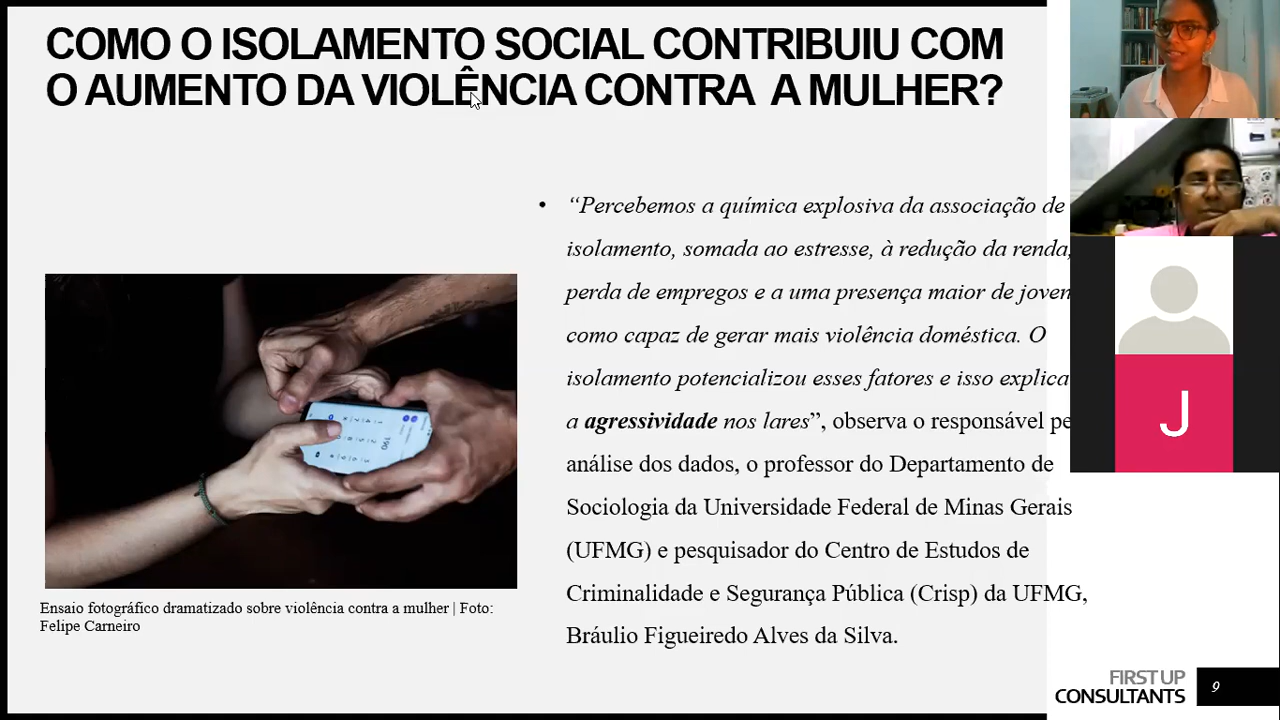 COMO O ISOLAMENTO SOCIAL CONTRIBUIU COM
O AUMENTO DA VIOLÊNCIA CONTRA A MULHER?
• “Percebemos a química explosiva da associação de
isolamento, somada ao estresse, à redução da renda,
perda de empregos e a uma presença maior de joven
como capaz de gerar mais violência doméstica. O
isolamento potencializou esses fatores e isso explica
a agressividade nos lares”, observa o responsável pe
análise dos dados, o professor do Departamento de
Sociologia da Universidade Federal de Minas Gerais
(UFMG) e pesquisador do Centro de Estudos de
Criminalidade e Segurança Pública (Crisp) da UFMG,
Bráulio Figueiredo Alves da Silva.
190
Ensaio fotográfico dramatizado sobre violência contra a mulher | Foto:
Felipe Carneiro
J
FIRST UP
CONSULTANTS
9